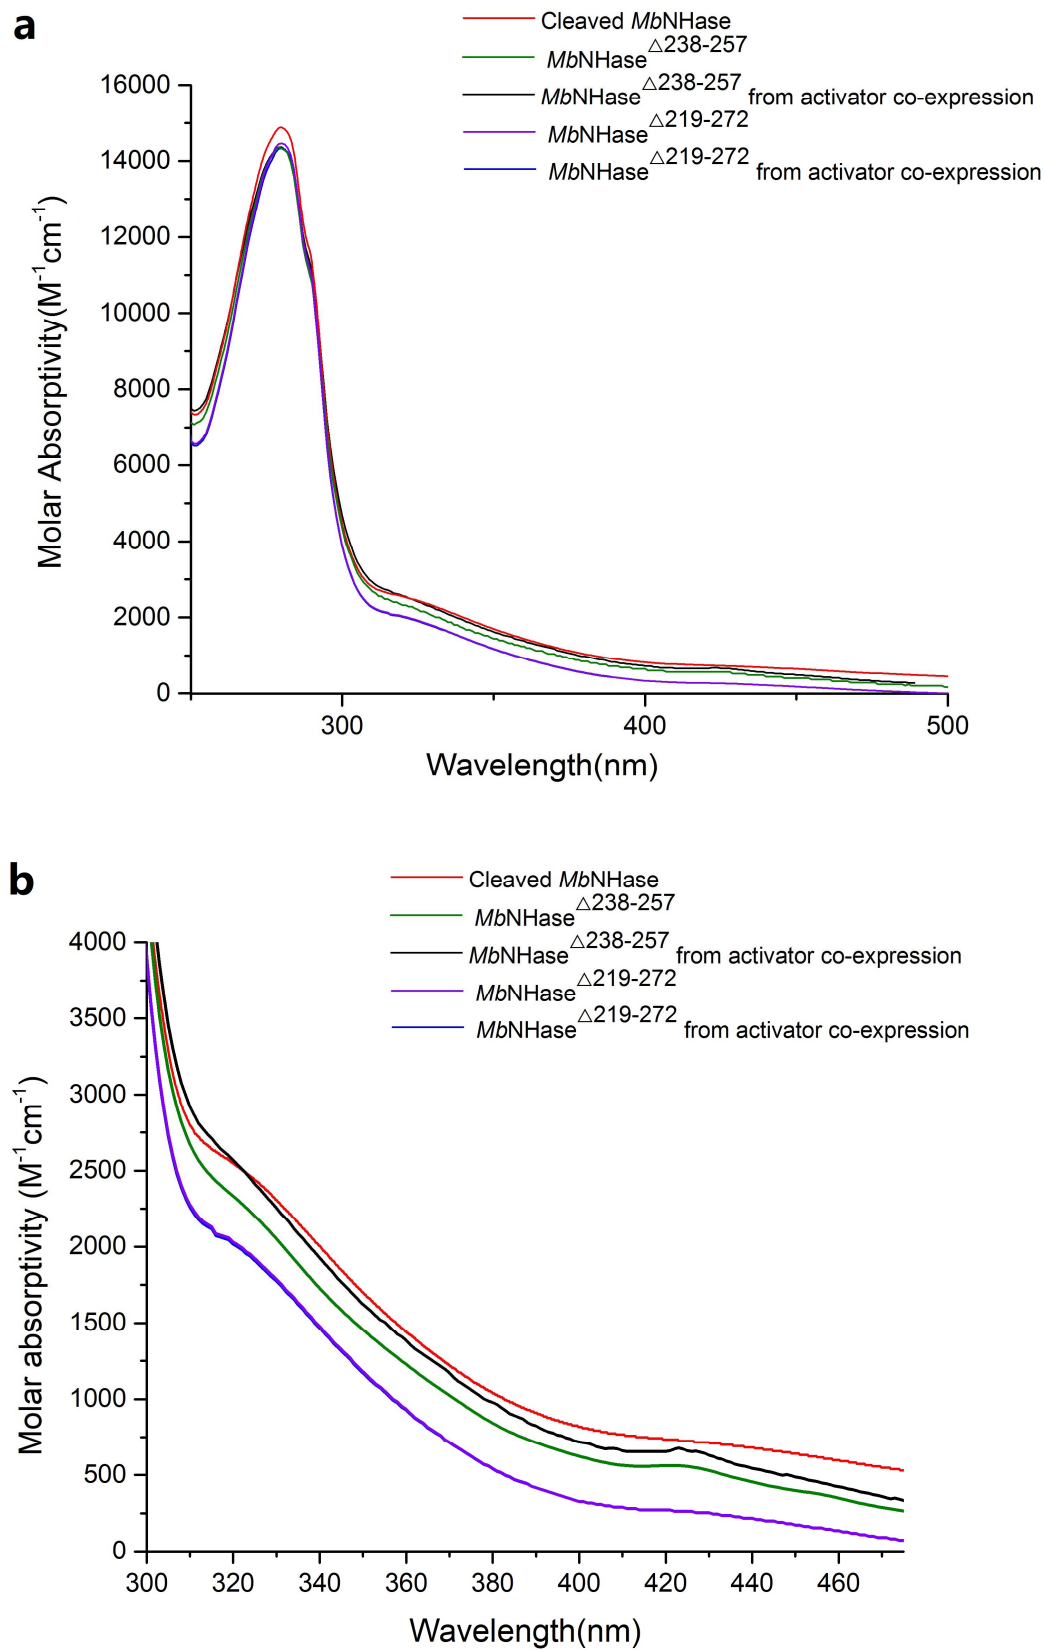 a
Cleaved MbNHase
MbNHase△238-257
MbNHase△238-257 from activator co-expression
MbNHase△219-272
MbNHase△219-272 from activator co-expression
16000
14000
12000
10000
8000
6000
4000
2000
0
Molar Absorptivity(M-1cm-1)
300 400 500
Wavelength(nm)
b
Cleaved MbNHase
MbNHase△238-257
MbNHase△238-257 from activator co-expression
MbNHase△219-272
MbNHase△219-272 from activator co-expression
4000
3500
3000
2500
2000
1500
1000
500
0
Molar absorptivity (M-1cm-1)
300 320 340 360 380 400 420 440 460
Wavelength(nm)